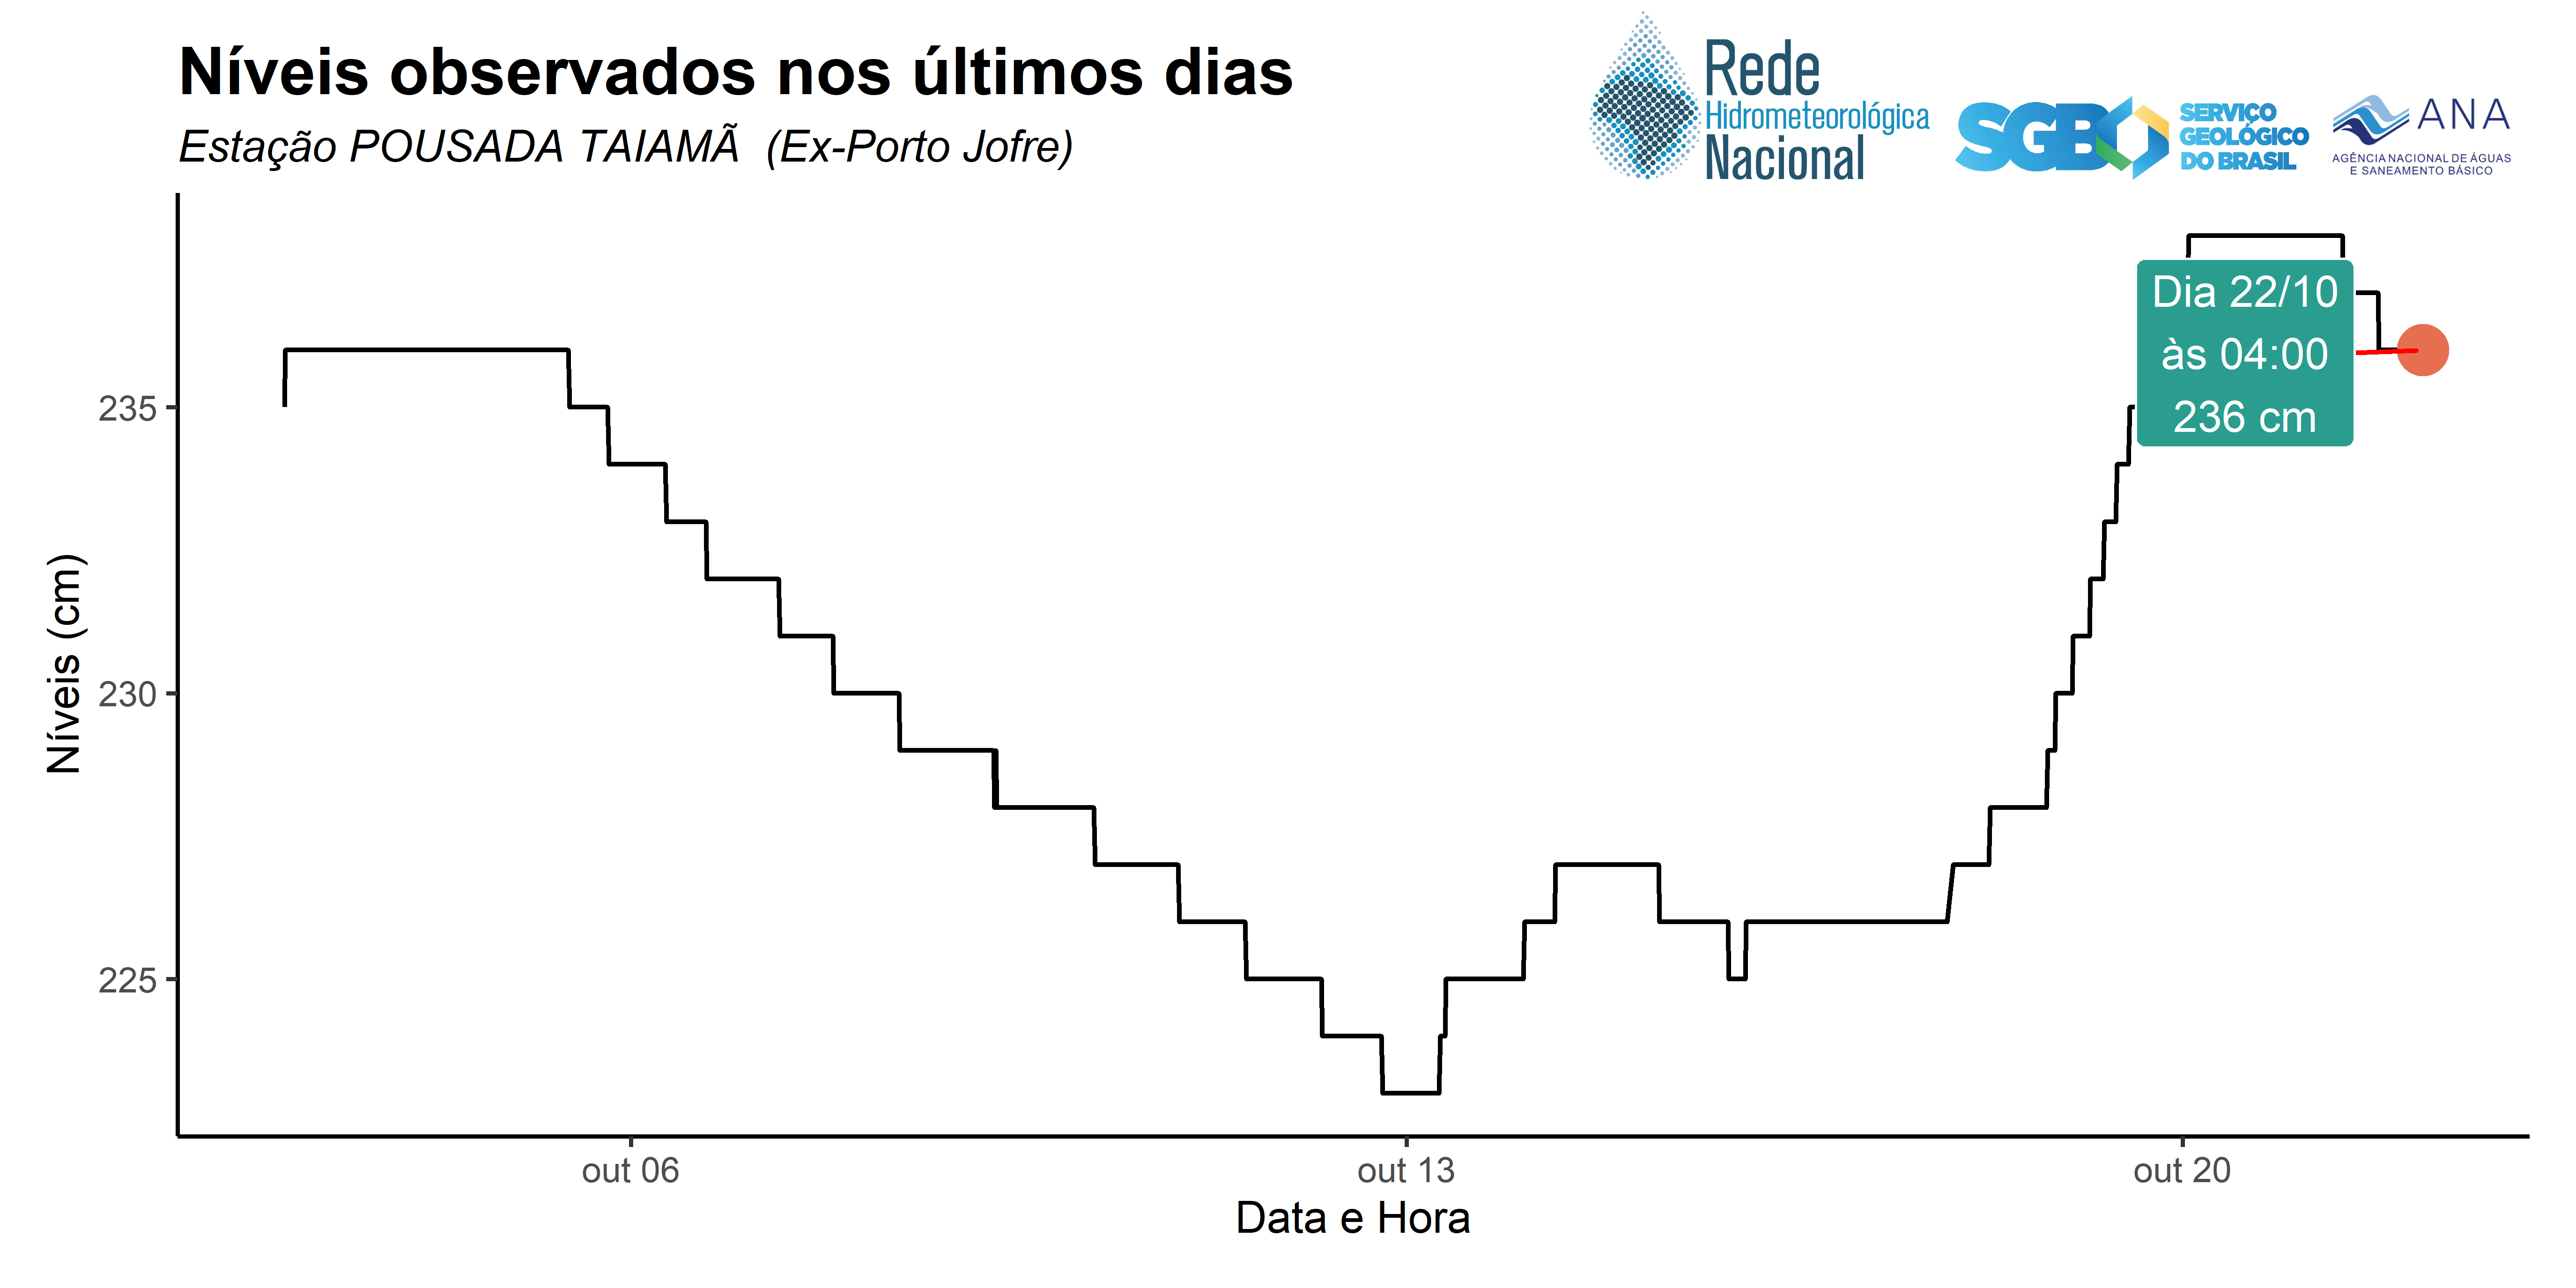 Níveis observados nos últimos dias
Estação POUSADA TAIAMÃ  (Ex-Porto Jofre)
Rede
Hidrometeorológica
Nacional
SGB
SERVIÇO
GEOLÓGICO
DO BRASIL
ANA
AGÊNCIA NACIONAL DE ÁGUAS
E SANEAMENTO BÁSICO
Dia 22/10
às 04:00
236 cm
Níveis (cm)
235
230
225
out 06
out 13
out 20
Data e Hora